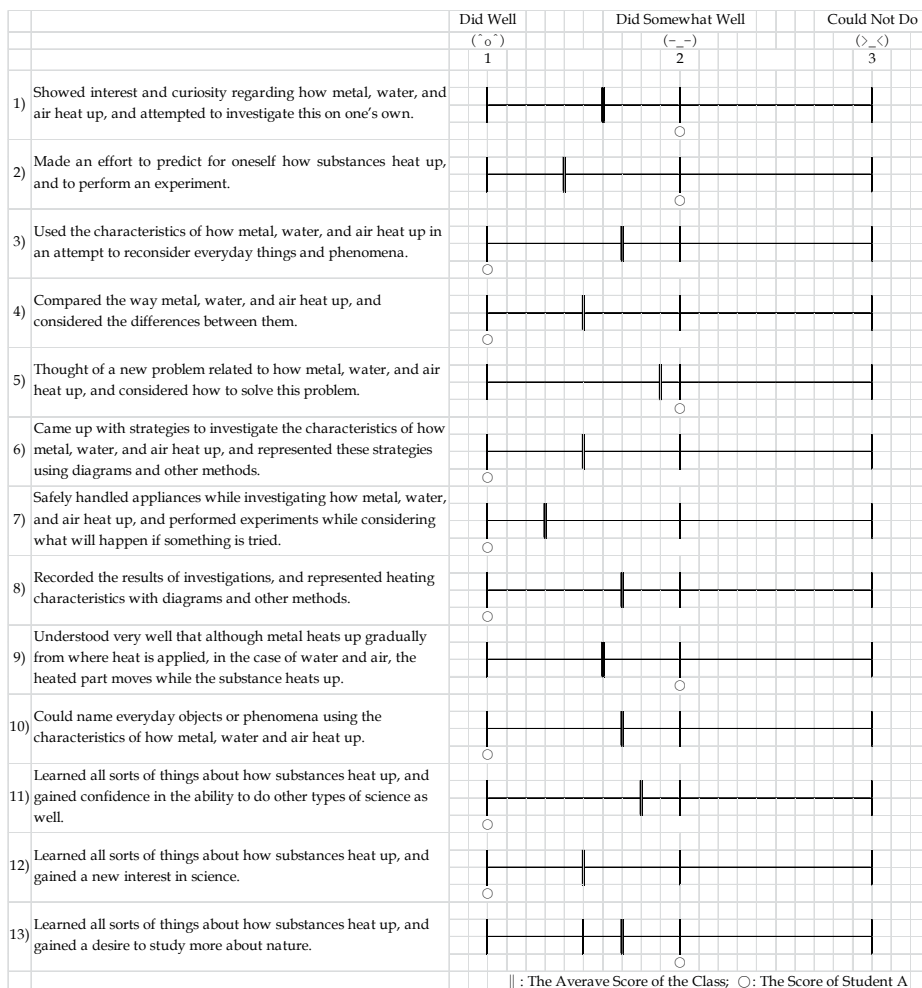 Did Well Did Somewhat Well Could Not Do
(^o^) (-_-) (>_<)
1 2 3
1) Showed interest and curiosity regarding how metal, water, and
air heat up, and attempted to investigate this on one's own.
2) Made an effort to predict for oneself how substances heat up,
and to perform an experiment.
3) Used the characteristics of how metal, water, and air heat up in
an attempt to reconsider everyday things and phenomena.
4) Compared the way metal, water, and air heat up, and
considered the differences between them.
5) Thought of a new problem related to how metal, water, and air
heat up, and considered how to solve this problem.
Came up with strategies to investigate the characteristics of how
6) metal, water, and air heat up, and represented these strategies
using diagrams and other methods.
Safely handled appliances while investigating how metal, water,
7) and air heat up, and performed experiments while considering
what will happen if something is tried.
8) Recorded the results of investigations, and represented heating
characteristics with diagrams and other methods.
Understood very well that although metal heats up gradually
9) from where heat is applied, in the case of water and air, the
heated part moves while the substance heats up.
10) Could name everyday objects or phenomena using the
characteristics of how metal, water and air heat up.
Learned all sorts of things about how substances heat up, and
11) gained confidence in the ability to do other types of science as
well.
12) Learned all sorts of things about how substances heat up, and
gained a new interest in science.
13) Learned all sorts of things about how substances heat up, and
gained a desire to study more about nature.
‖ : The Averave Score of the Class; ○: The Score of Student A